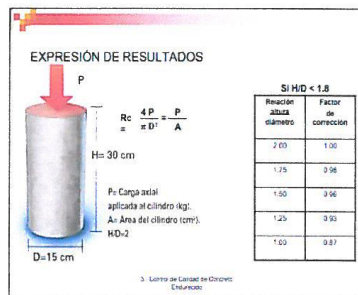 EXPRESIÓN DE RESULTADOS
P
Rc = 4 P / π D² = P / A
H= 30 cm
P= Carga axial
aplicada al cilindro (kg).
A= Área del cilindro (cm²).
H/D=2
D=15 cm
Si H/D < 1.8
Relación altura diámetro | Factor de corrección
2.00 | 1.00
1.75 | 0.98
1.50 | 0.96
1.25 | 0.93
1.00 | 0.87
3.- Control de Calidad de Concreto
Endurecido